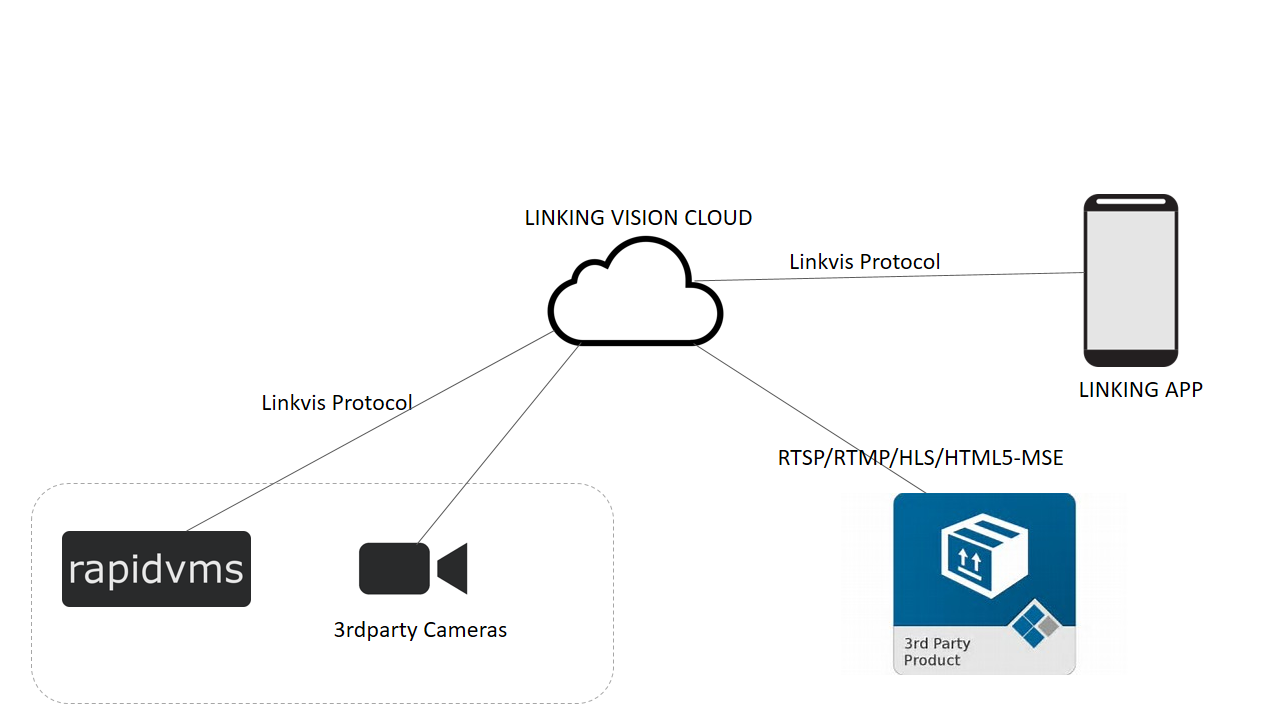 LINKING VISION CLOUD
Linkvis Protocol
LINKING APP
Linkvis Protocol
RTSP/RTMP/HLS/HTML5-MSE
rapidvms
3rdparty Cameras
3rd Party
Product